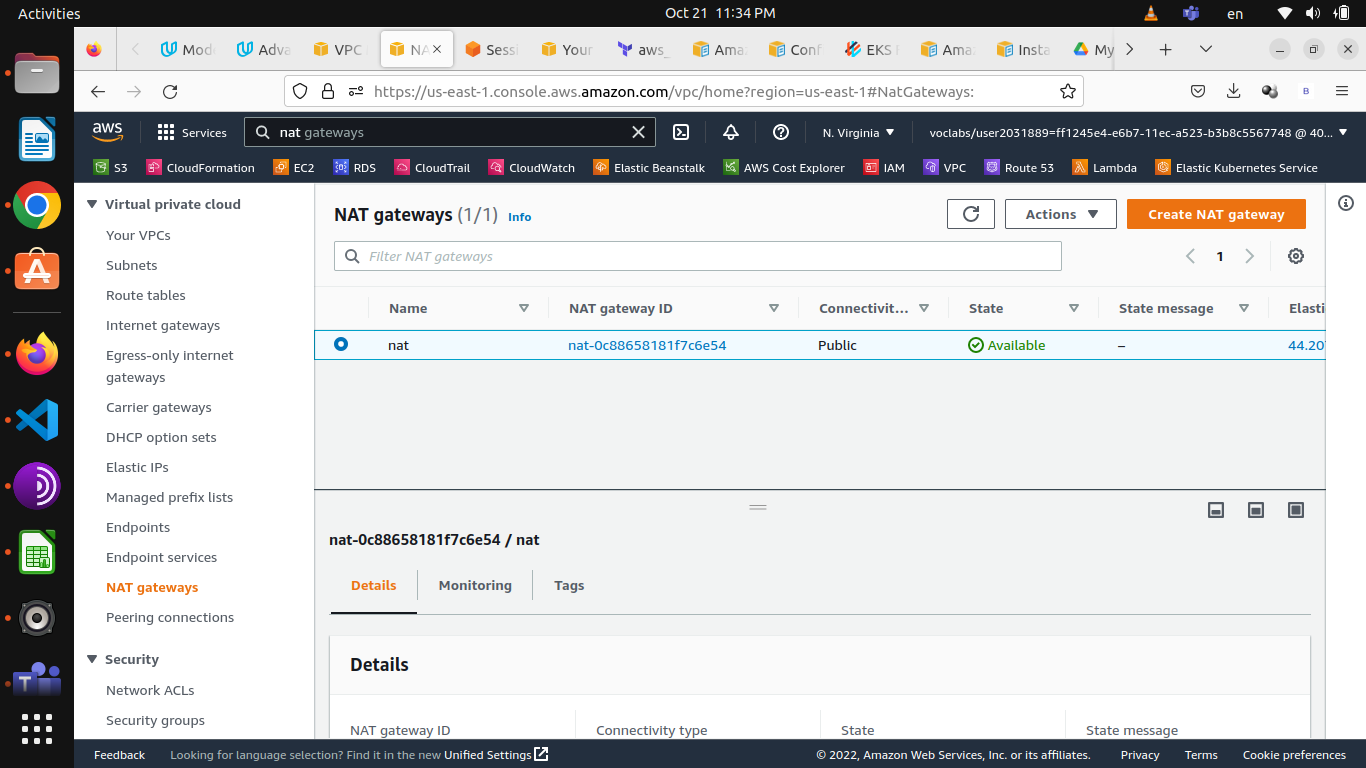 Activities
Oct 21 11:34 PM
en
Mod
Adva
VPC
NA
Sessi
Your
aws_
Amaz
Conf
EKS
Amaz
Insta
My
https://us-east-1.console.aws.amazon.com/vpc/home?region=us-east-1#NatGateways:
B
aws
Services
nat gateways
N. Virginia
voclabs/user2031889=ff1245e4-e6b7-11ec-a523-b3b8c5567748 @ 40...
S3
CloudFormation
EC2
RDS
CloudTrail
CloudWatch
Elastic Beanstalk
AWS Cost Explorer
IAM
VPC
Route 53
Lambda
Elastic Kubernetes Service
Virtual private cloud
Your VPCs
Subnets
Route tables
Internet gateways
Egress-only internet
gateways
Carrier gateways
DHCP option sets
Elastic IPs
Managed prefix lists
Endpoints
Endpoint services
NAT gateways
Peering connections
Security
Network ACLs
Security groups
NAT gateways (1/1) Info
Actions
Create NAT gateway
Filter NAT gateways
1
Name
NAT gateway ID
Connectivit...
State
State message
Elasti
nat
nat-0c88658181f7c6e54
Public
Available
–
44.20
nat-0c88658181f7c6e54 / nat
Details
Monitoring
Tags
Details
NAT gateway ID
Connectivity type
State
State message
Feedback
Looking for language selection? Find it in the new Unified Settings
© 2022, Amazon Web Services, Inc. or its affiliates.
Privacy
Terms
Cookie preferences